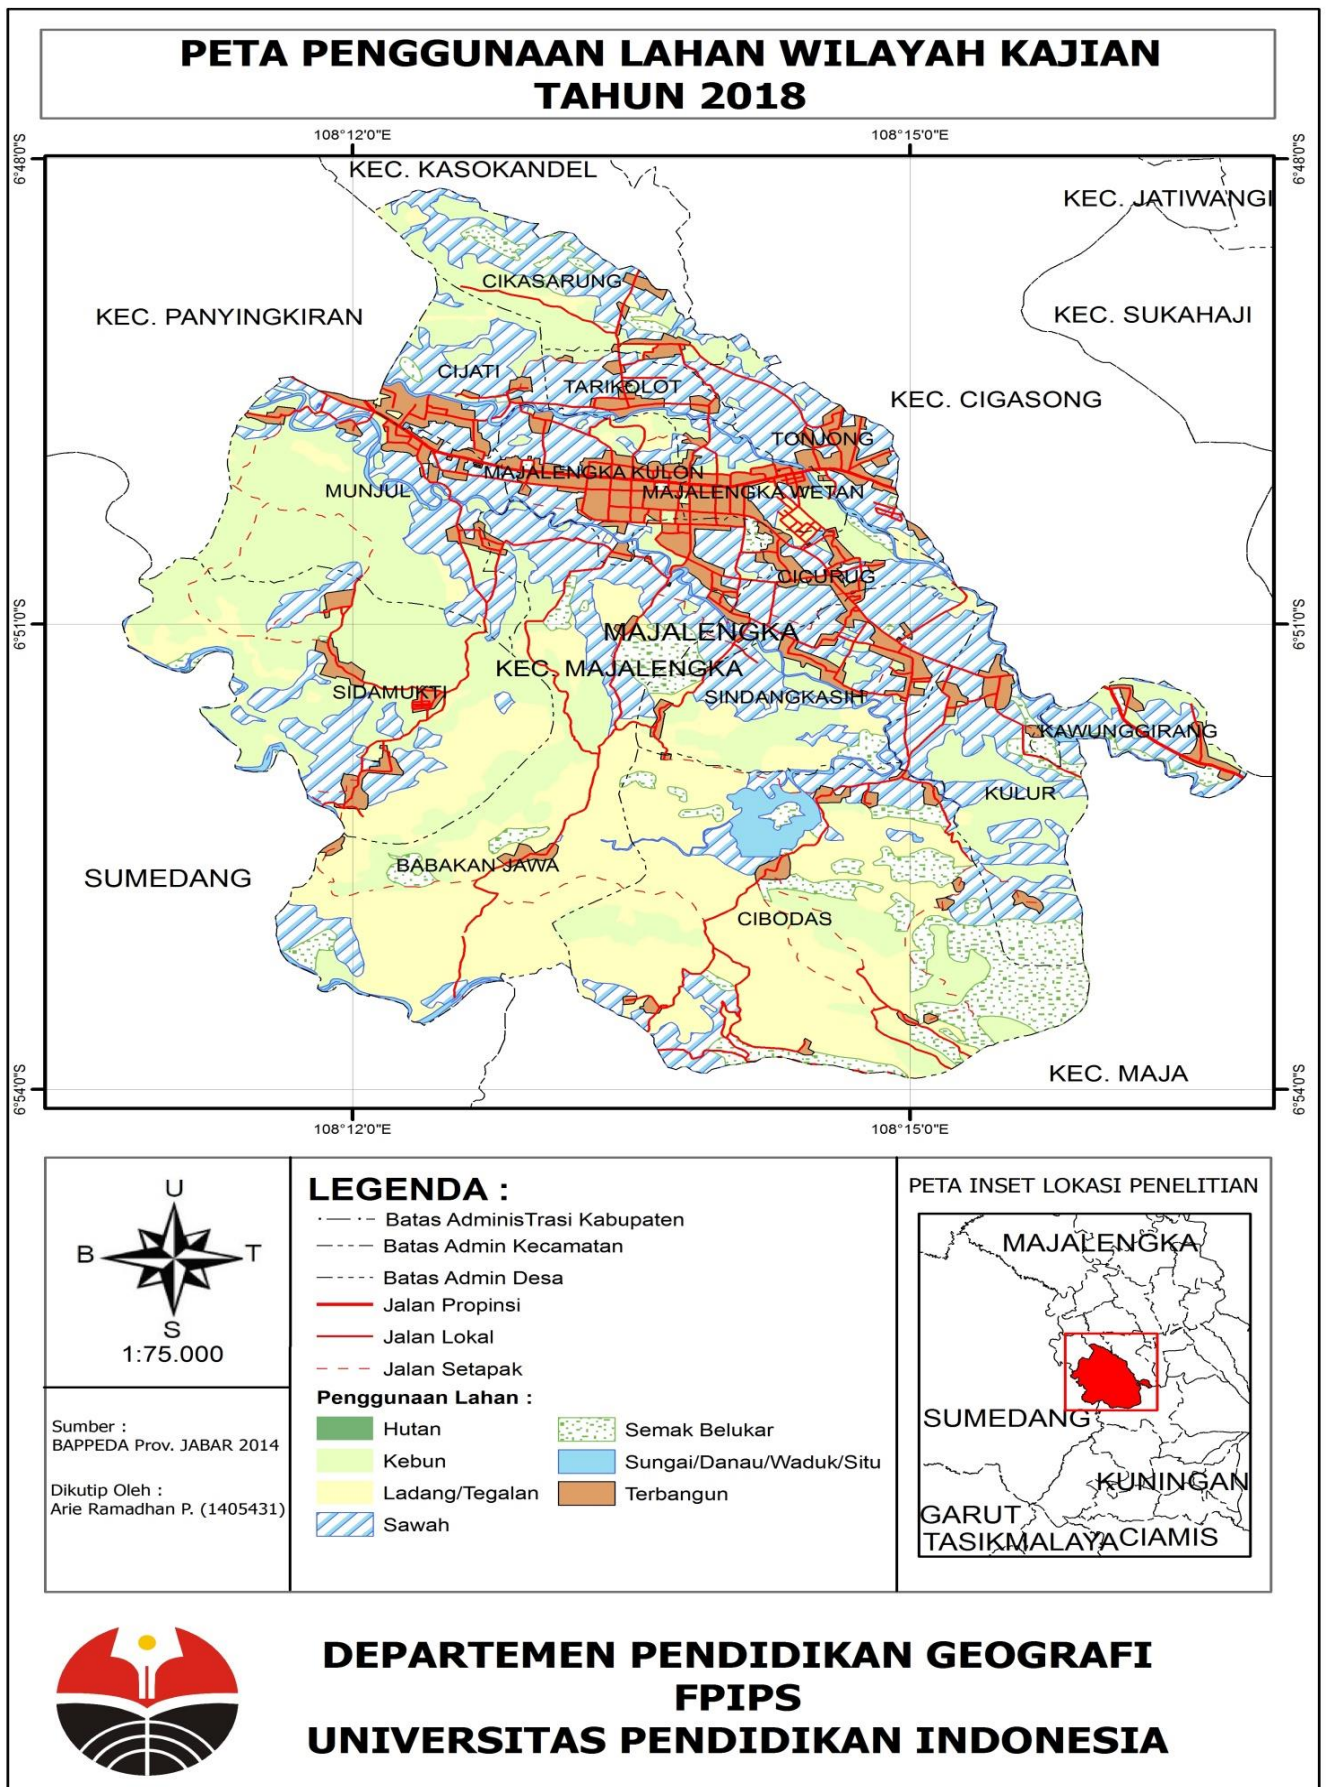 PETA PENGGUNAAN LAHAN WILAYAH KAJIAN
TAHUN 2018
108°12'0"E
108°15'0"E
6°48'0"S
6°48'0"S
KEC. KASOKANDEL
KEC. JATIWANGI
CIKASARUNG
KEC. PANYINGKIRAN
KEC. SUKAHAJI
CIJATI
TARIKOLOT
KEC. CIGASONG
TONJONG
MAJALENGKA KULON
MUNJUL
MAJALENGKA WETAN
CICURUG
6°51'0"S
6°51'0"S
MAJALENGKA
KEC. MAJALENGKA
SIDAMUKTI
SINDANGKASIH
KAWUNGGIRANG
KULUR
SUMEDANG
BABAKAN JAWA
CIBODAS
KEC. MAJA
6°54'0"S
6°54'0"S
108°12'0"E
108°15'0"E
U
B
T
S
1:75.000
Sumber :
BAPPEDA Prov. JABAR 2014
Dikutip Oleh :
Arie Ramadhan P. (1405431)
LEGENDA :
Batas AdminisTrasi Kabupaten
Batas Admin Kecamatan
Batas Admin Desa
Jalan Propinsi
Jalan Lokal
Jalan Setapak
Penggunaan Lahan :
Hutan
Kebun
Ladang/Tegalan
Sawah
Semak Belukar
Sungai/Danau/Waduk/Situ
Terbangun
PETA INSET LOKASI PENELITIAN
MAJALENGKA
SUMEDANG
KUNINGAN
GARUT
TASIKMALAYA
CIAMIS
DEPARTEMEN PENDIDIKAN GEOGRAFI
FPIPS
UNIVERSITAS PENDIDIKAN INDONESIA